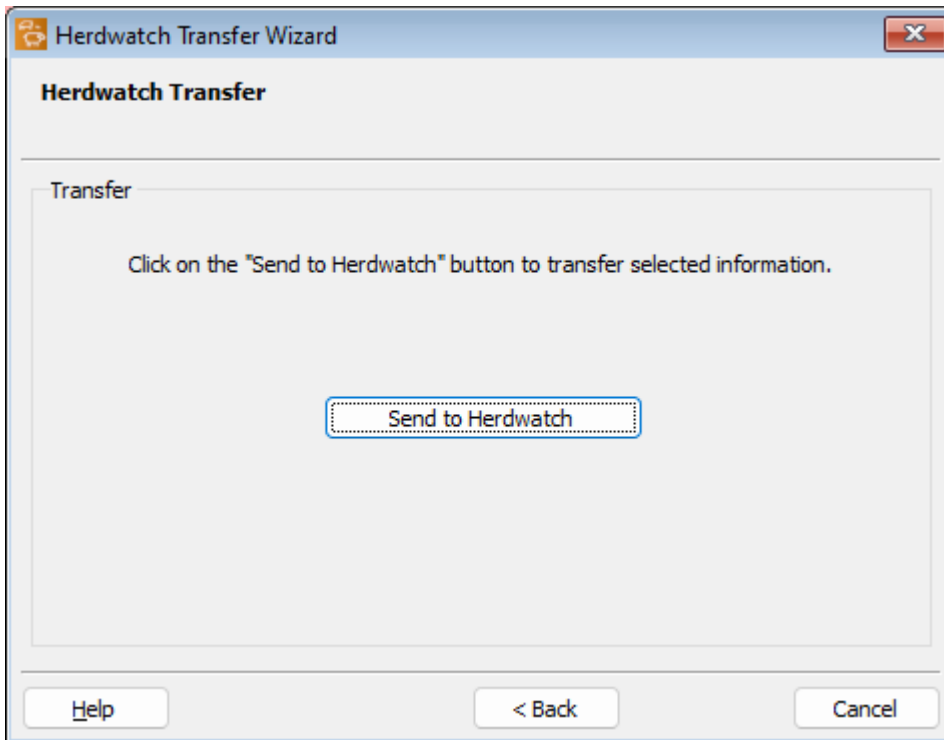 Herdwatch Transfer Wizard
Herdwatch Transfer
Transfer
Click on the "Send to Herdwatch" button to transfer selected information.
Send to Herdwatch
Help
< Back
Cancel